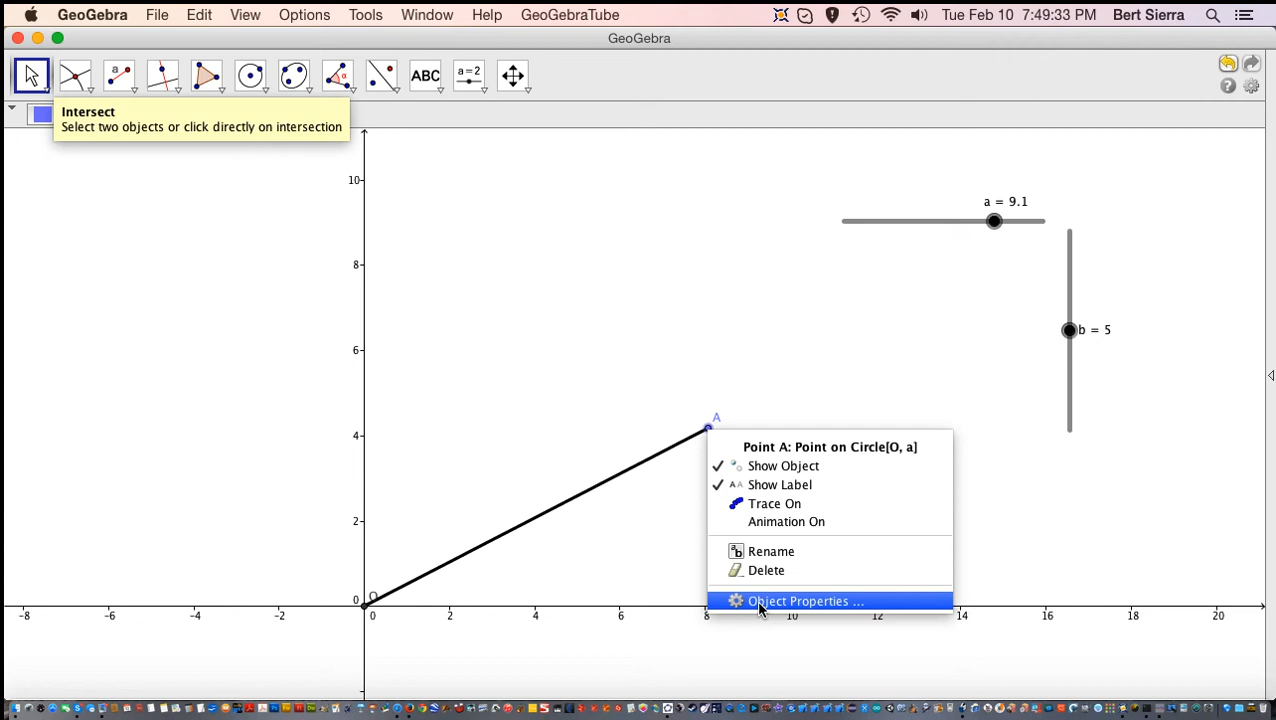 GeoGebra File Edit View Options Tools Window Help GeoGebraTube Tue Feb 10 7:49:33 PM Bert Sierra
GeoGebra
a ABC a=2
α
Intersect
Select two objects or click directly on intersection
10
8
6
4
2
0
a = 9.1
b = 5
A
O
Point A: Point on Circle[O, a]
Show Object
AA Show Label
Trace On
Animation On
ab Rename
Delete
Object Properties ...
-8 -6 -4 -2 0 2 4 6 8 10 12 14 16 18 20